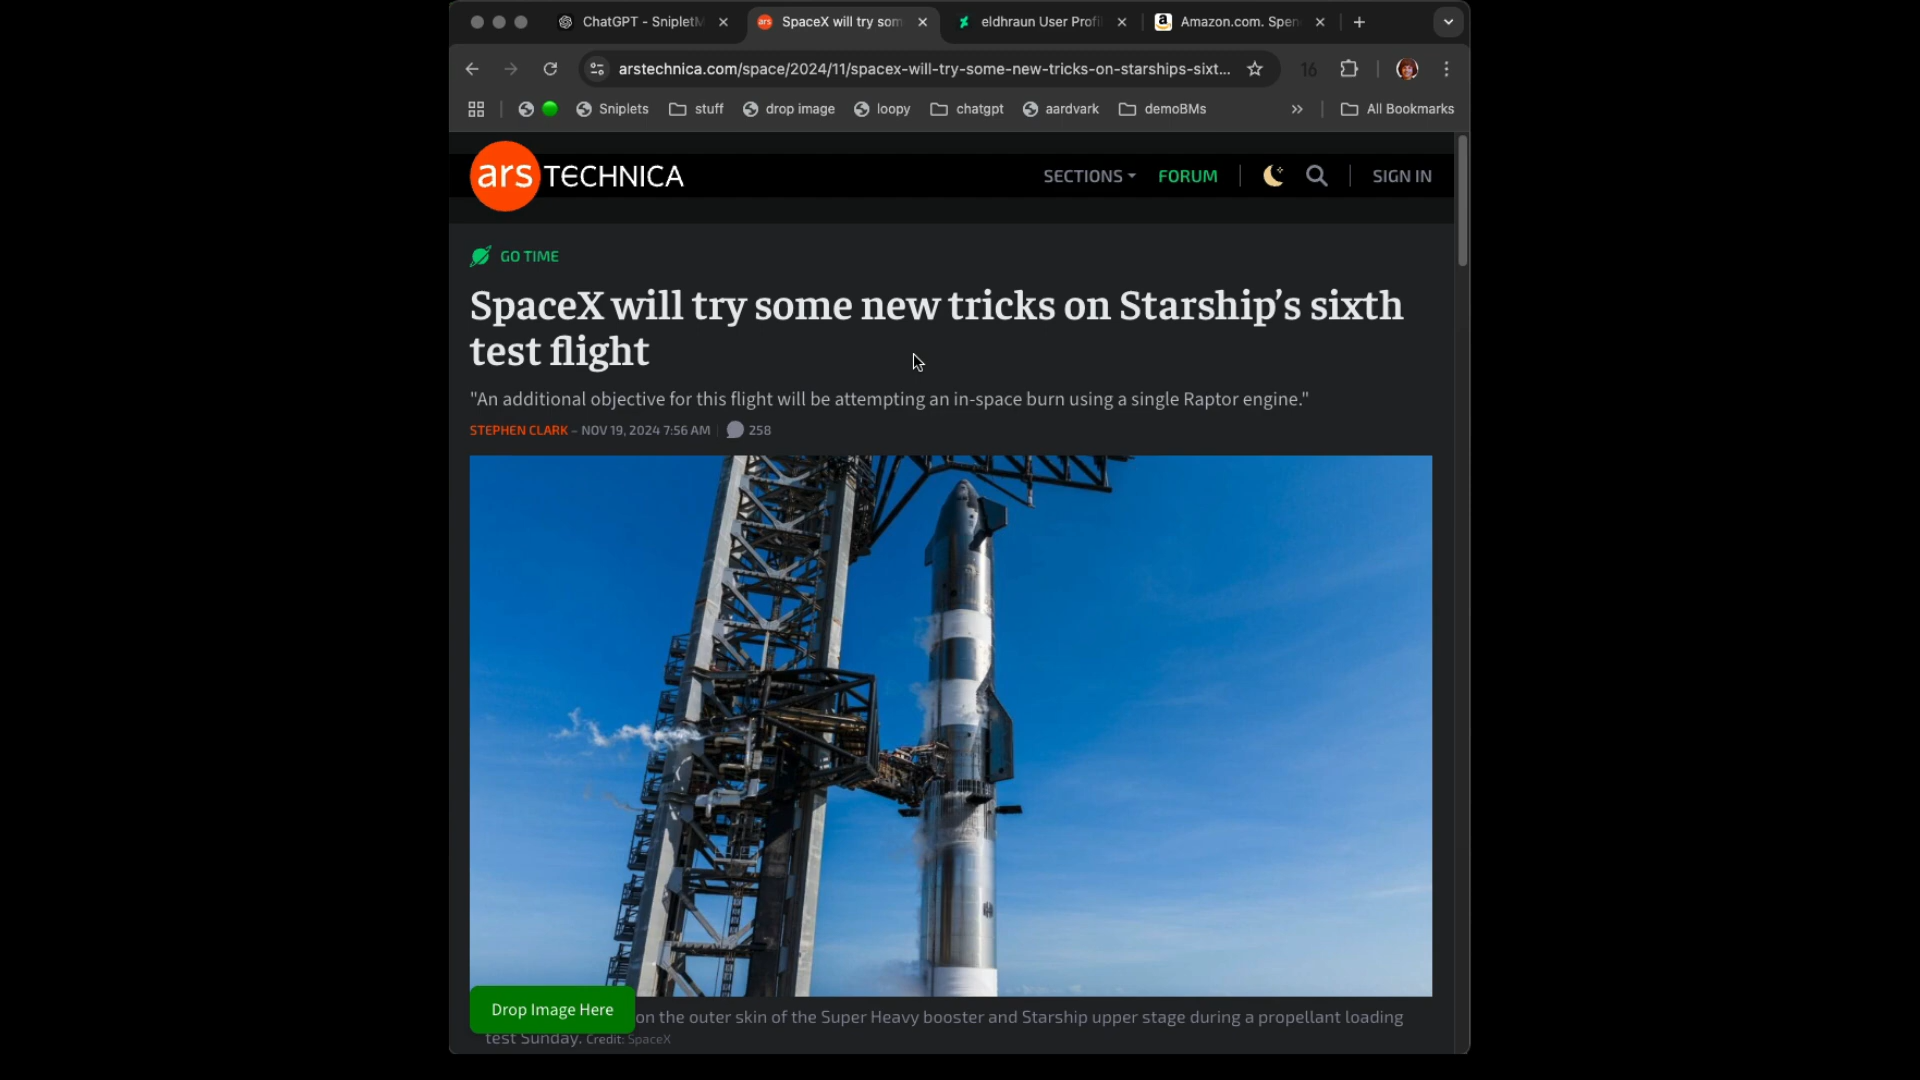 ChatGPT - SnipletM
SpaceX will try som
eldhraun User Profi
Amazon.com. Spen
arstechnica.com/space/2024/11/spacex-will-try-some-new-tricks-on-starships-sixt...
16
Sniplets
stuff
drop image
loopy
chatgpt
aardvark
demoBMs
All Bookmarks
ars TECHNICA
SECTIONS
FORUM
SIGN IN
GO TIME
SpaceX will try some new tricks on Starship’s sixth
test flight
"An additional objective for this flight will be attempting an in-space burn using a single Raptor engine."
STEPHEN CLARK – NOV 19, 2024 7:56 AM
258
Drop Image Here
on the outer skin of the Super Heavy booster and Starship upper stage during a propellant loading
test Sunday. Credit: SpaceX